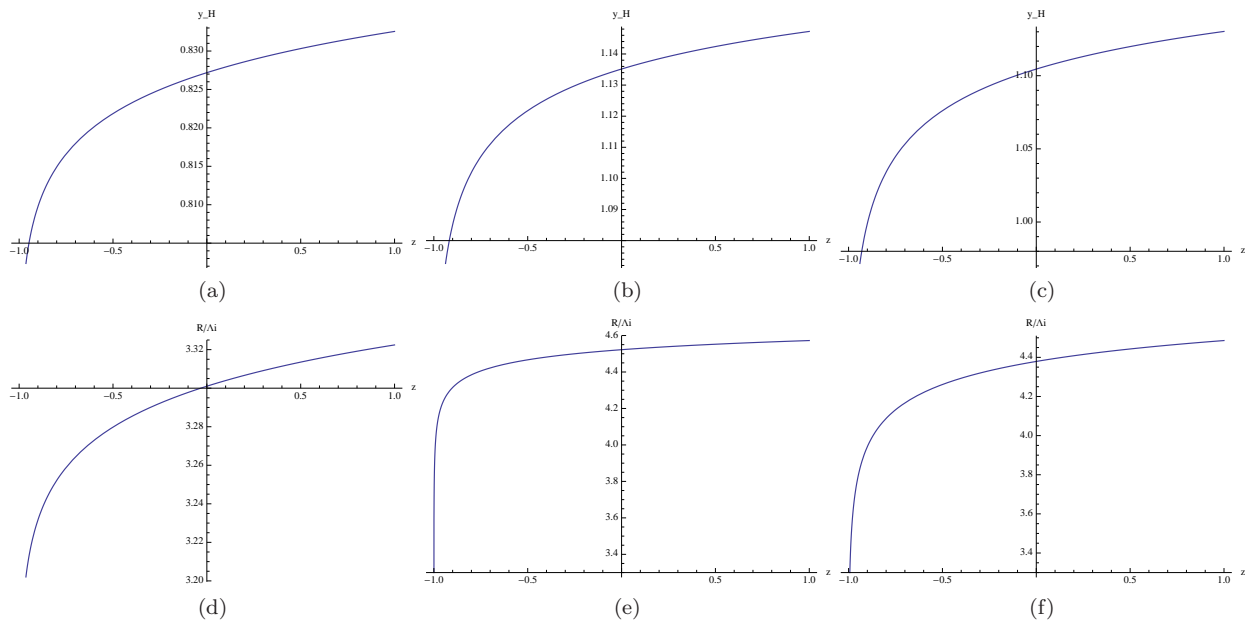 y_H
0.830
0.825
0.820
0.815
0.810
−1.0 −0.5 0.5 1.0 z
(a)
y_H
1.14
1.13
1.12
1.11
1.10
1.09
−1.0 −0.5 0.5 1.0 z
(b)
y_H
1.10
1.05
1.00
−1.0 −0.5 0.5 1.0 z
(c)
R/Λi
3.32
−1.0 −0.5 0.5 1.0 z
3.28
3.26
3.24
3.22
3.20
(d)
R/Λi
4.6
4.4
4.2
4.0
3.8
3.6
3.4
−1.0 −0.5 0.5 1.0 z
(e)
R/Λi
4.4
4.2
4.0
3.8
3.6
3.4
−1.0 −0.5 0.5 1.0 z
(f)